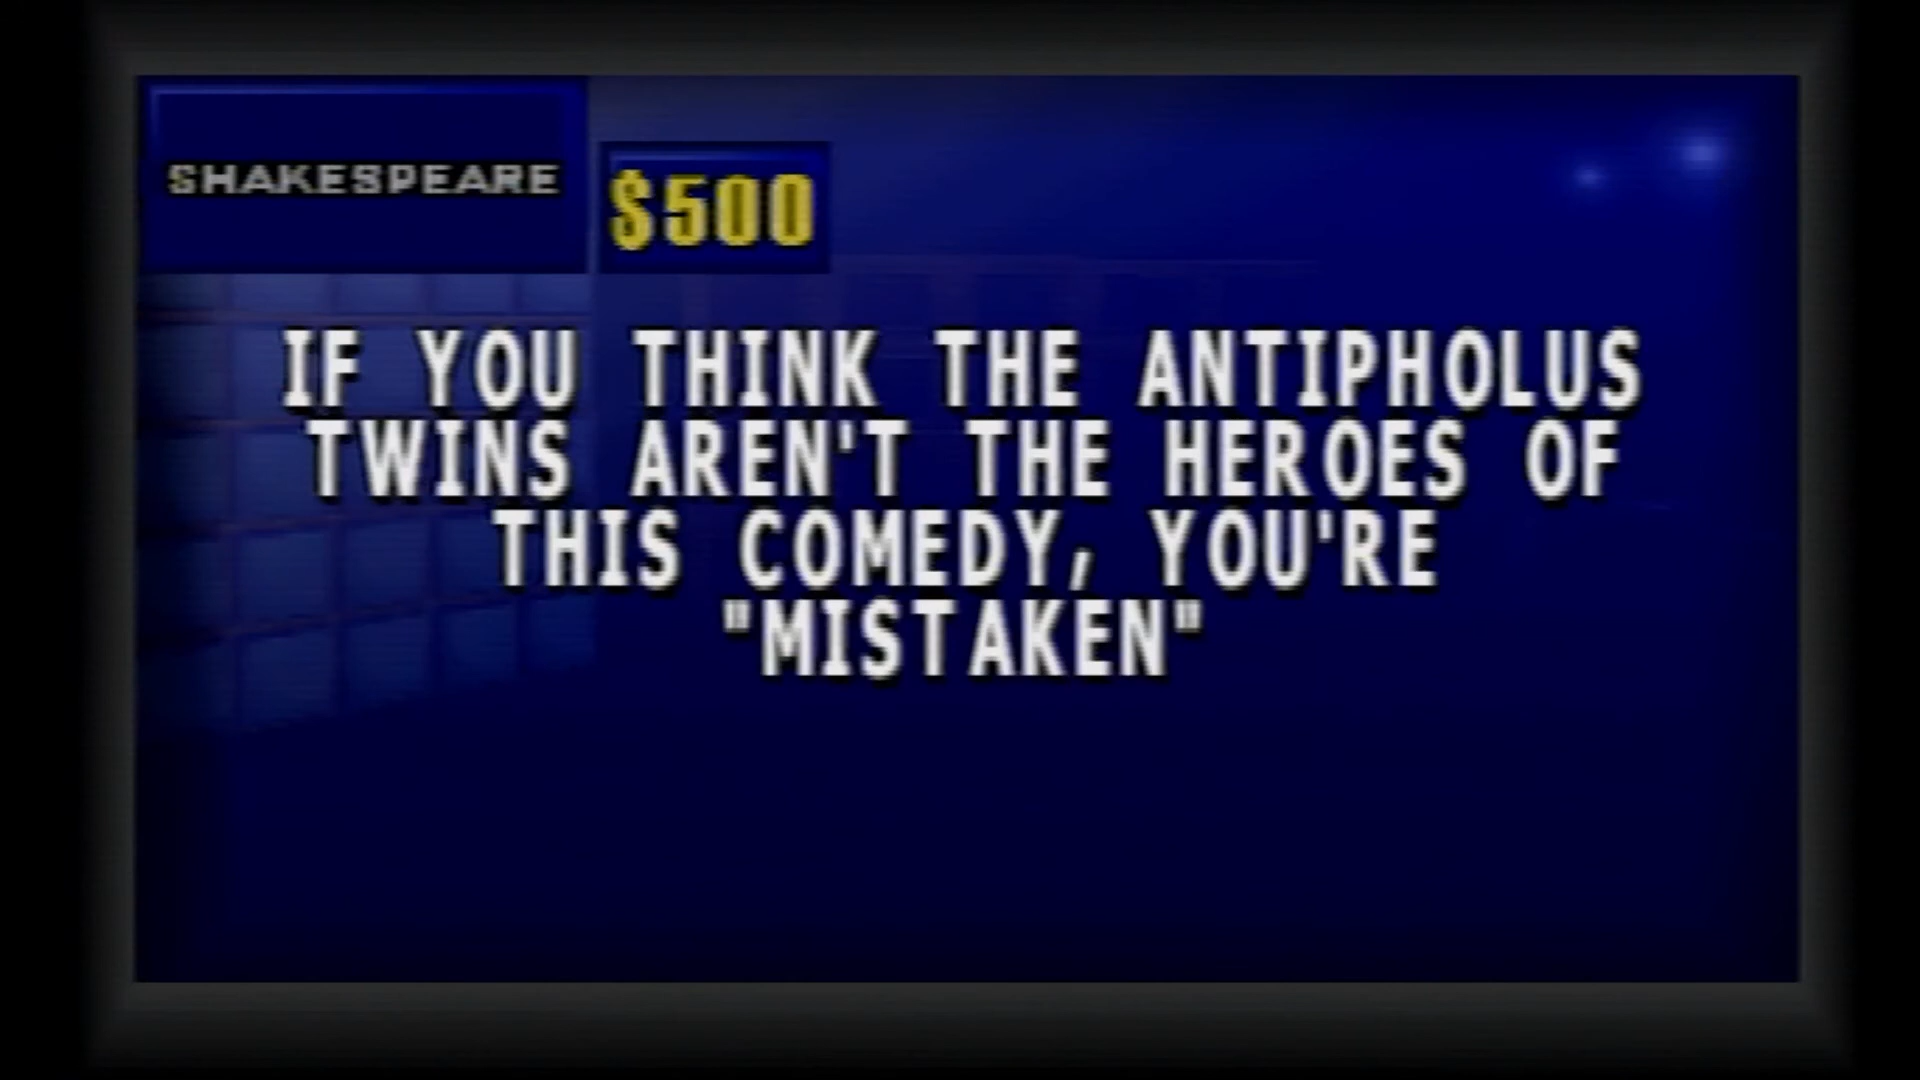 SHAKESPEARE
$500
IF YOU THINK THE ANTIPHOLUS
TWINS AREN'T THE HEROES OF
THIS COMEDY, YOU'RE
"MISTAKEN"